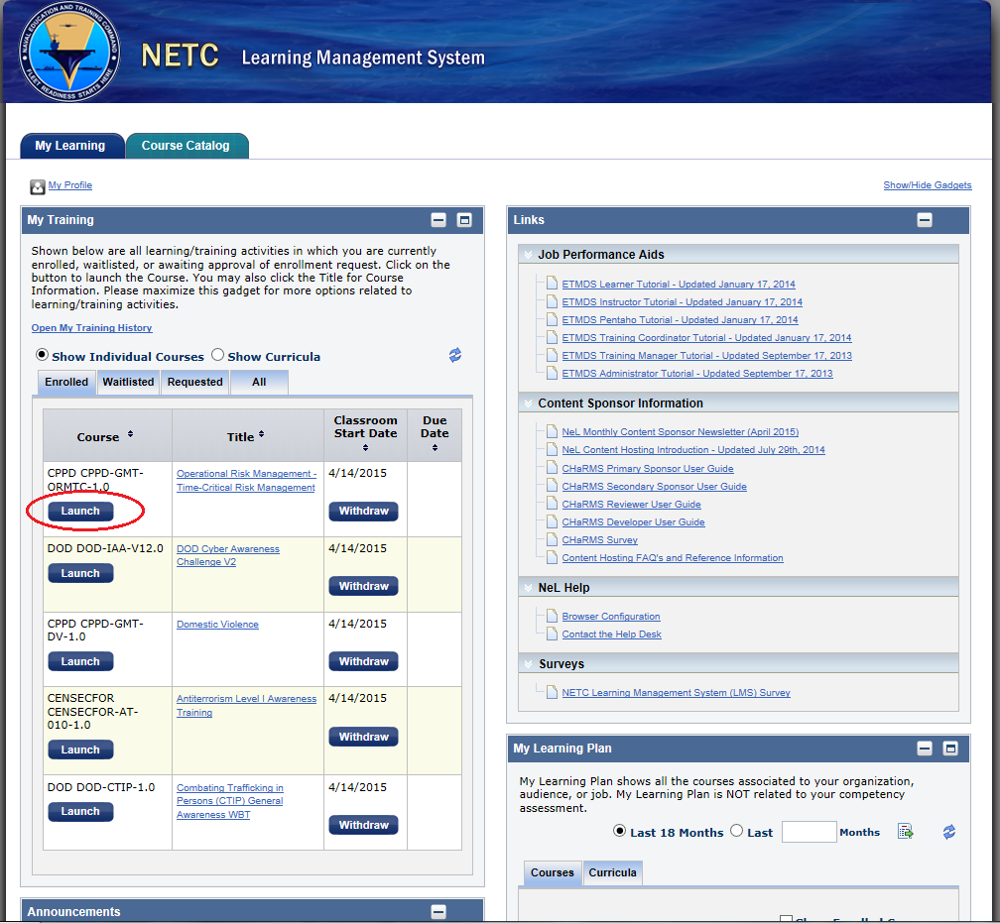 NAVAL EDUCATION AND TRAINING COMMAND
FLEET READINESS STARTS HERE
NETC Learning Management System
My Learning
Course Catalog
My Profile
Show/Hide Gadgets
My Training
Shown below are all learning/training activities in which you are currently
enrolled, waitlisted, or awaiting approval of enrollment request. Click on the
button to launch the Course. You may also click the Title for Course
Information. Please maximize this gadget for more options related to
learning/training activities.
Open My Training History
Show Individual Courses Show Curricula
Enrolled Waitlisted Requested All
Course Title Classroom Start Date Due Date
CPPD CPPD-GMT-
ORMTC-1.0
Launch
Operational Risk Management -
Time-Critical Risk Management
4/14/2015
Withdraw
DOD DOD-IAA-V12.0
Launch
DOD Cyber Awareness
Challenge V2
4/14/2015
Withdraw
CPPD CPPD-GMT-
DV-1.0
Launch
Domestic Violence
4/14/2015
Withdraw
CENSECFOR
CENSECFOR-AT-
010-1.0
Launch
Antiterrorism Level I Awareness
Training
4/14/2015
Withdraw
DOD DOD-CTIP-1.0
Launch
Combating Trafficking in
Persons (CTIP) General
Awareness WBT
4/14/2015
Withdraw
Announcements
Links
Job Performance Aids
ETMDS Learner Tutorial - Updated January 17, 2014
ETMDS Instructor Tutorial - Updated January 17, 2014
ETMDS Pentaho Tutorial - Updated January 17, 2014
ETMDS Training Coordinator Tutorial - Updated January 17, 2014
ETMDS Training Manager Tutorial - Updated September 17, 2013
ETMDS Administrator Tutorial - Updated September 17, 2013
Content Sponsor Information
NeL Monthly Content Sponsor Newsletter (April 2015)
NeL Content Hosting Introduction - Updated July 29th, 2014
CHaRMS Primary Sponsor User Guide
CHaRMS Secondary Sponsor User Guide
CHaRMS Reviewer User Guide
CHaRMS Developer User Guide
CHaRMS Survey
Content Hosting FAQ's and Reference Information
NeL Help
Browser Configuration
Contact the Help Desk
Surveys
NETC Learning Management System (LMS) Survey
My Learning Plan
My Learning Plan shows all the courses associated to your organization,
audience, or job. My Learning Plan is NOT related to your competency
assessment.
Last 18 Months Last Months
Courses Curricula